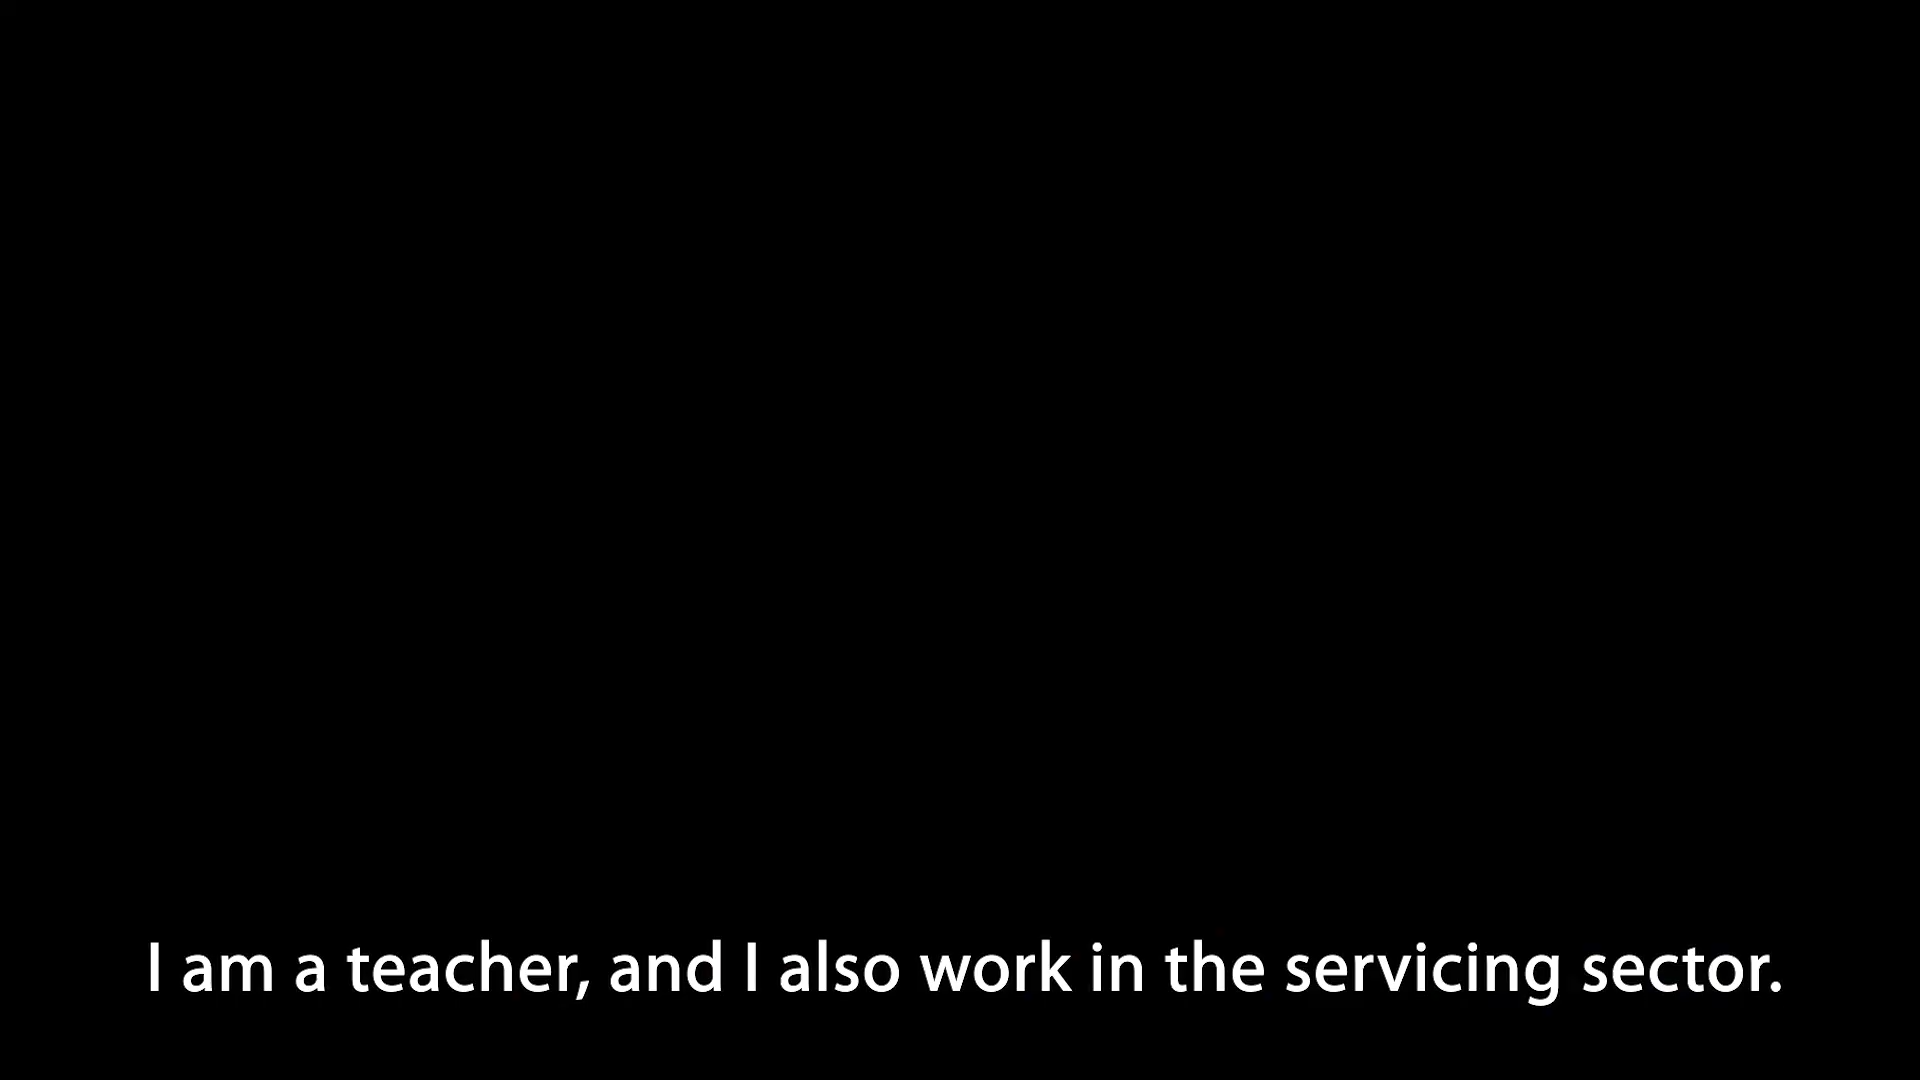 I am a teacher, and I also work in the servicing sector.